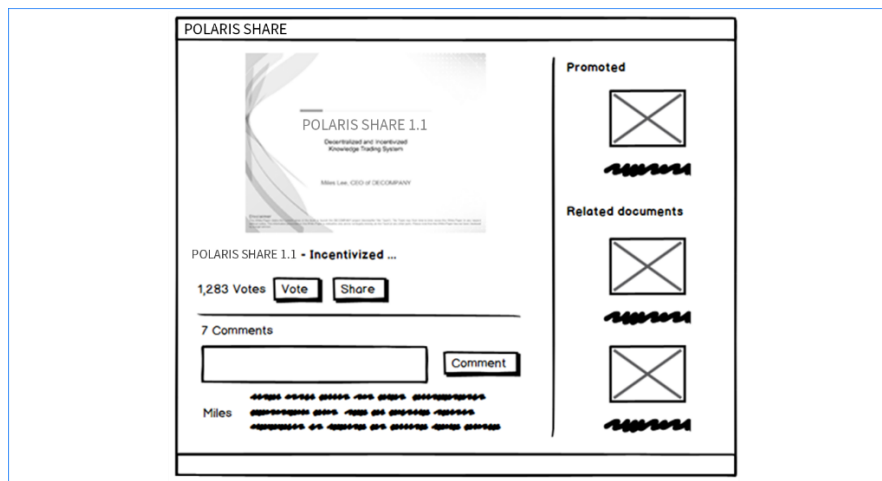 POLARIS SHARE
POLARIS SHARE 1.1
Decentralized and Incentivized
Knowledge Trading System
Miles Lee, CEO of DECOMPANY
POLARIS SHARE 1.1 - Incentivized ...
1,283 Votes Vote Share
7 Comments
Comment
Miles
Promoted
Related documents